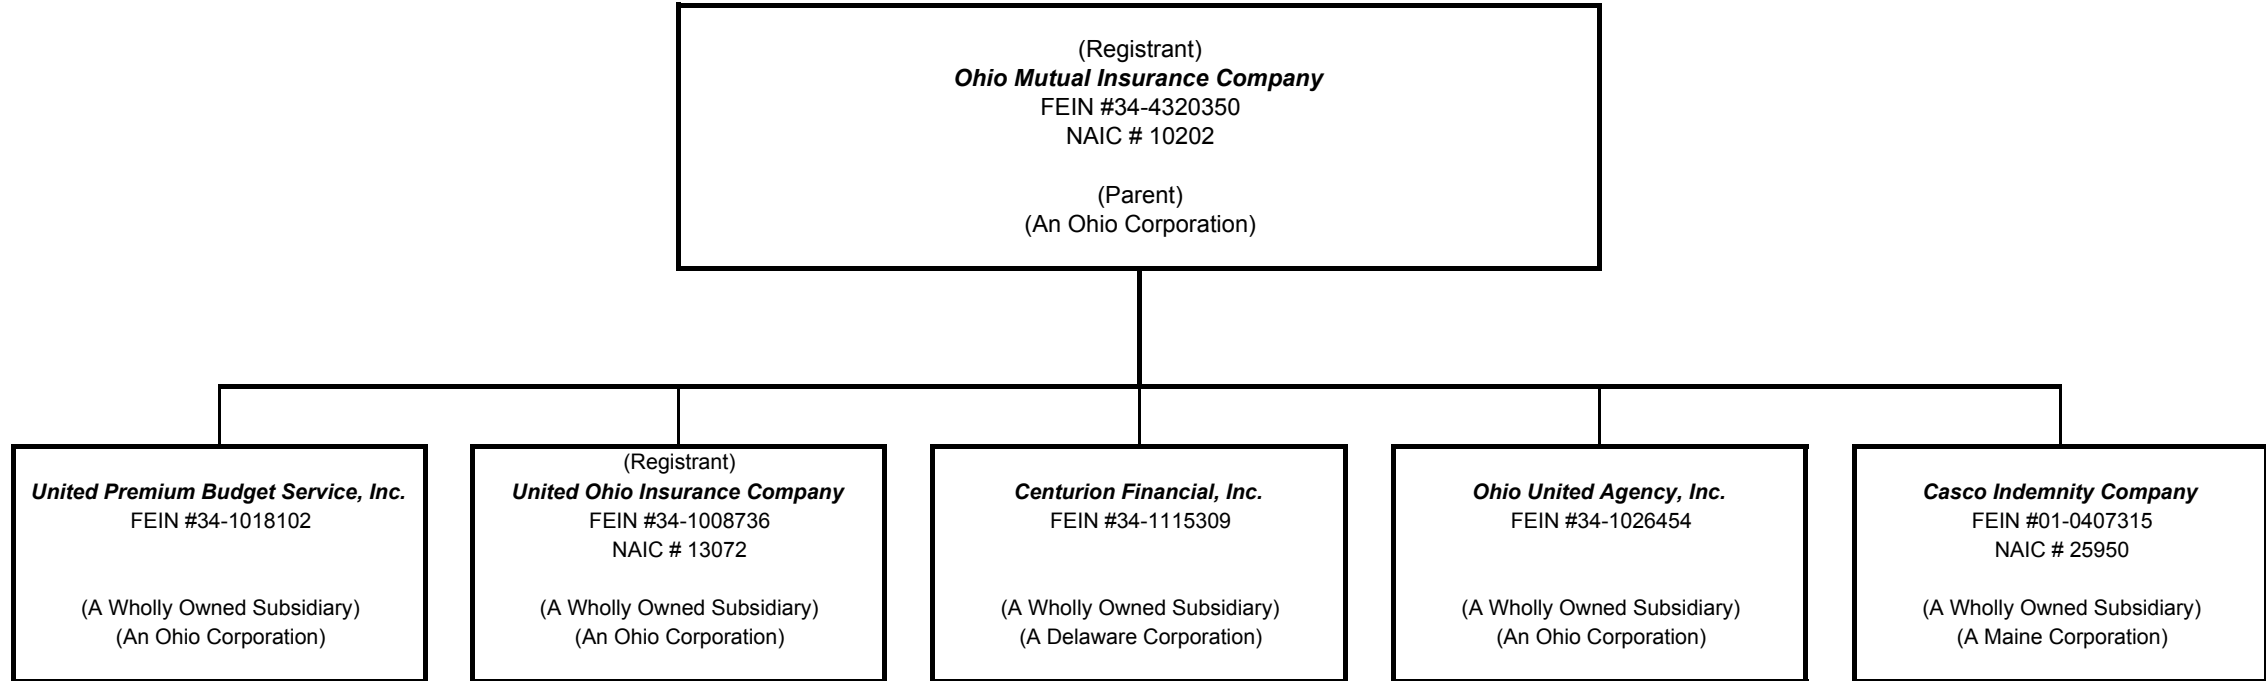 (Registrant)
Ohio Mutual Insurance Company
FEIN #34-4320350
NAIC # 10202
(Parent)
(An Ohio Corporation)
United Premium Budget Service, Inc.
FEIN #34-1018102
(A Wholly Owned Subsidiary)
(An Ohio Corporation)
(Registrant)
United Ohio Insurance Company
FEIN #34-1008736
NAIC # 13072
(A Wholly Owned Subsidiary)
(An Ohio Corporation)
Centurion Financial, Inc.
FEIN #34-1115309
(A Wholly Owned Subsidiary)
(A Delaware Corporation)
Ohio United Agency, Inc.
FEIN #34-1026454
(A Wholly Owned Subsidiary)
(An Ohio Corporation)
Casco Indemnity Company
FEIN #01-0407315
NAIC # 25950
(A Wholly Owned Subsidiary)
(A Maine Corporation)